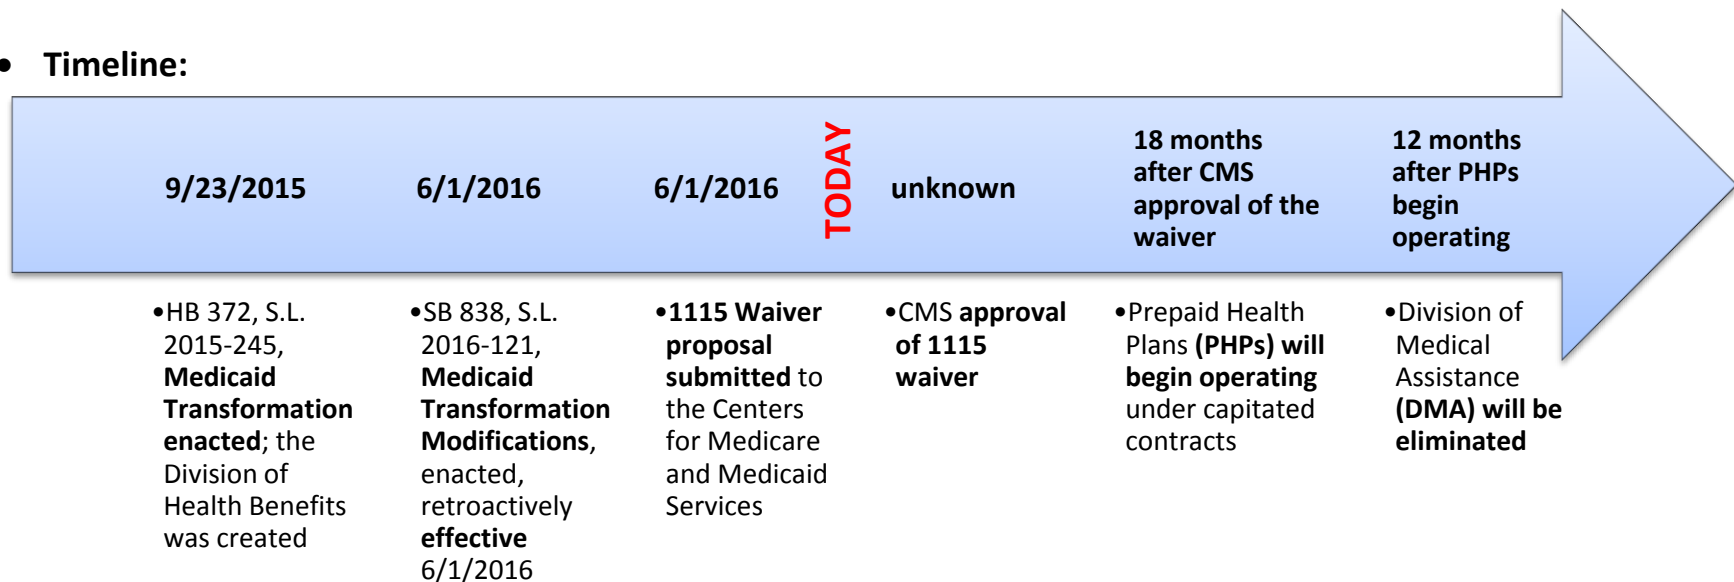 • Timeline:
9/23/2015
6/1/2016
6/1/2016
TODAY
unknown
18 months
after CMS
approval of the
waiver
12 months
after PHPs
begin
operating
•HB 372, S.L.
2015-245,
Medicaid
Transformation
enacted; the
Division of
Health Benefits
was created
•SB 838, S.L.
2016-121,
Medicaid
Transformation
Modifications,
enacted,
retroactively
effective
6/1/2016
•1115 Waiver
proposal
submitted to
the Centers
for Medicare
and Medicaid
Services
•CMS approval
of 1115
waiver
•Prepaid Health
Plans (PHPs) will
begin operating
under capitated
contracts
•Division of
Medical
Assistance
(DMA) will be
eliminated